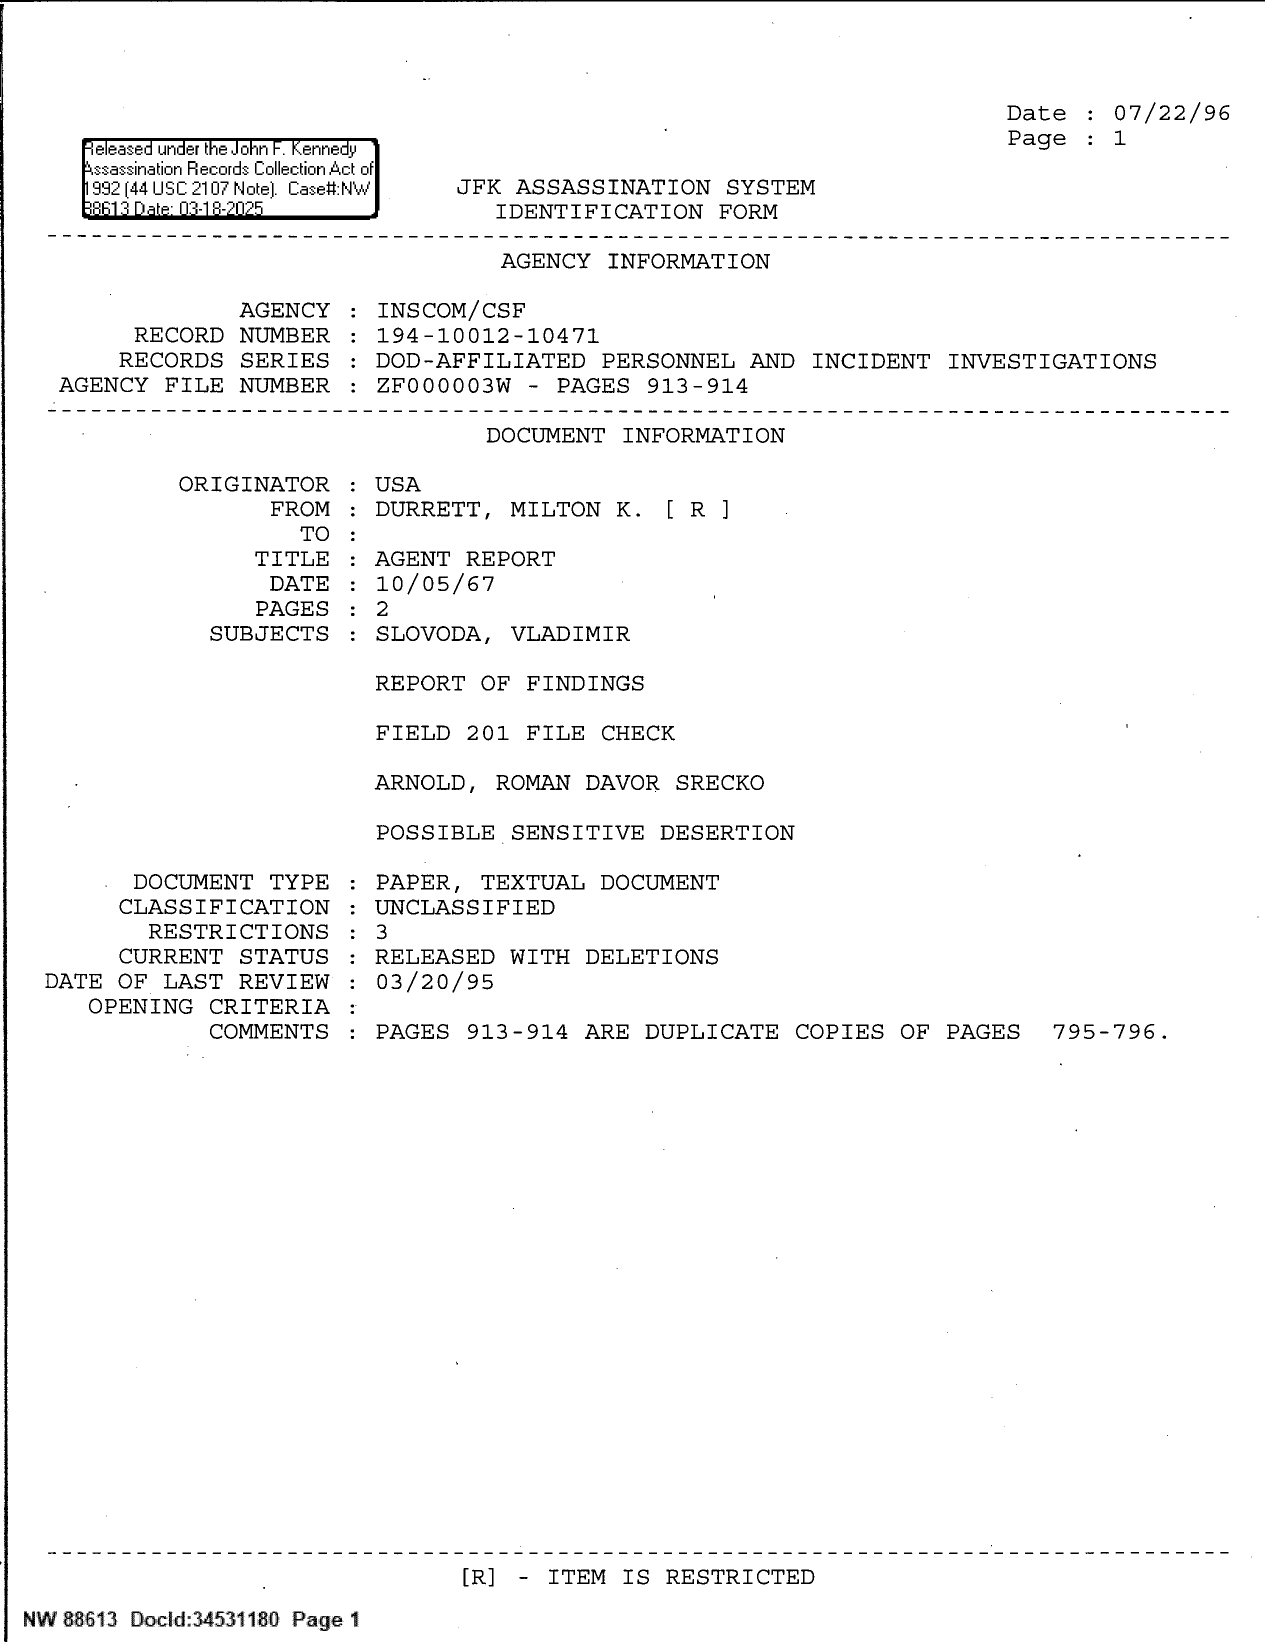 Date : 07/22/96
Page : 1
Released under the John F. Kennedy
Assassination Records Collection Act of
1992 (44 USC 2107 Note). Case#:NW
88613 Date: 03-18-2025
JFK ASSASSINATION SYSTEM
IDENTIFICATION FORM
AGENCY INFORMATION
AGENCY : INSCOM/CSF
RECORD NUMBER : 194-10012-10471
RECORDS SERIES : DOD-AFFILIATED PERSONNEL AND INCIDENT INVESTIGATIONS
AGENCY FILE NUMBER : ZF000003W - PAGES 913-914
DOCUMENT INFORMATION
ORIGINATOR : USA
FROM : DURRETT, MILTON K. [ R ]
TO :
TITLE : AGENT REPORT
DATE : 10/05/67
PAGES : 2
SUBJECTS : SLOVODA, VLADIMIR
REPORT OF FINDINGS
FIELD 201 FILE CHECK
ARNOLD, ROMAN DAVOR SRECKO
POSSIBLE SENSITIVE DESERTION
DOCUMENT TYPE : PAPER, TEXTUAL DOCUMENT
CLASSIFICATION : UNCLASSIFIED
RESTRICTIONS : 3
CURRENT STATUS : RELEASED WITH DELETIONS
DATE OF LAST REVIEW : 03/20/95
OPENING CRITERIA :
COMMENTS : PAGES 913-914 ARE DUPLICATE COPIES OF PAGES 795-796.
[R] - ITEM IS RESTRICTED
NW 88613 DocId:34531180 Page 1